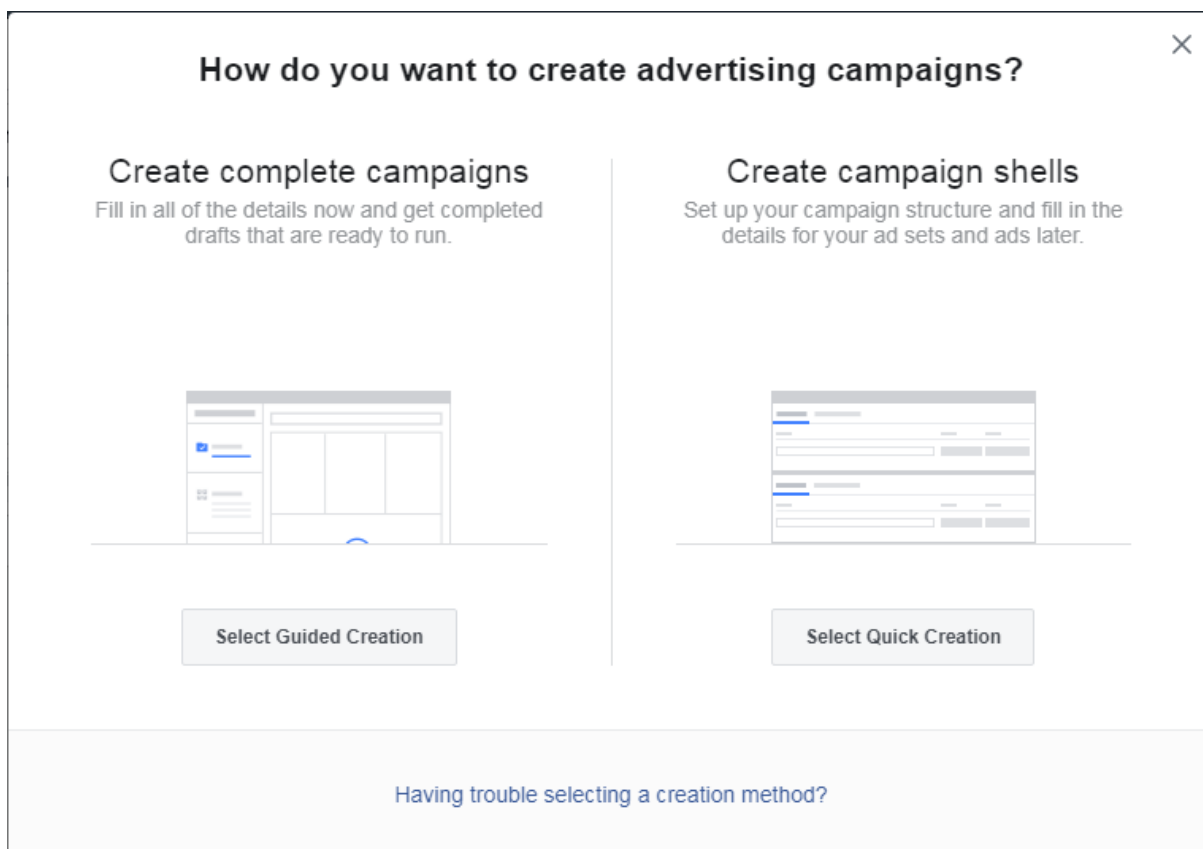 How do you want to create advertising campaigns?
Create complete campaigns
Fill in all of the details now and get completed
drafts that are ready to run.
Select Guided Creation
Create campaign shells
Set up your campaign structure and fill in the
details for your ad sets and ads later.
Select Quick Creation
Having trouble selecting a creation method?